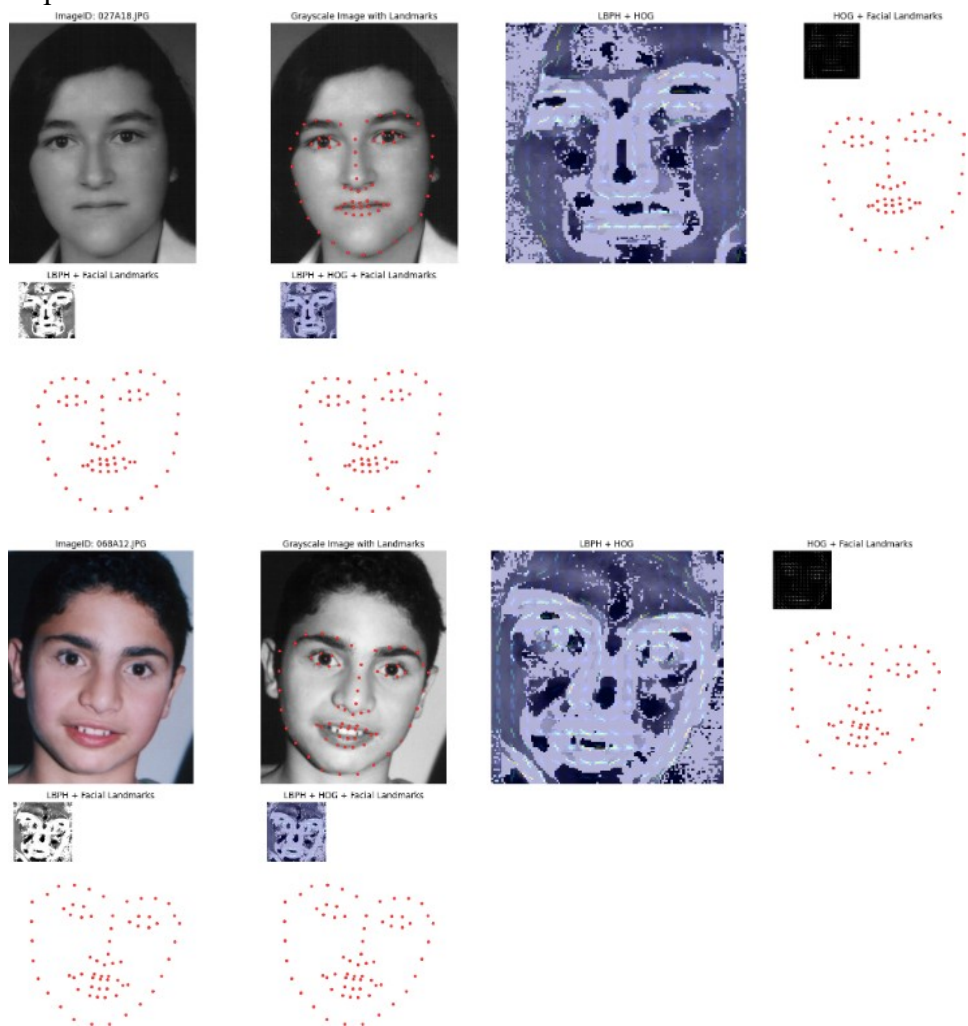 ImageID: 027A18.JPG
Grayscale Image with Landmarks
LBPH + HOG
HOG + Facial Landmarks
LBPH + Facial Landmarks
LBPH + HOG + Facial Landmarks
ImageID: 068A12.JPG
Grayscale Image with Landmarks
LBPH + HOG
HOG + Facial Landmarks
LBPH + Facial Landmarks
LBPH + HOG + Facial Landmarks